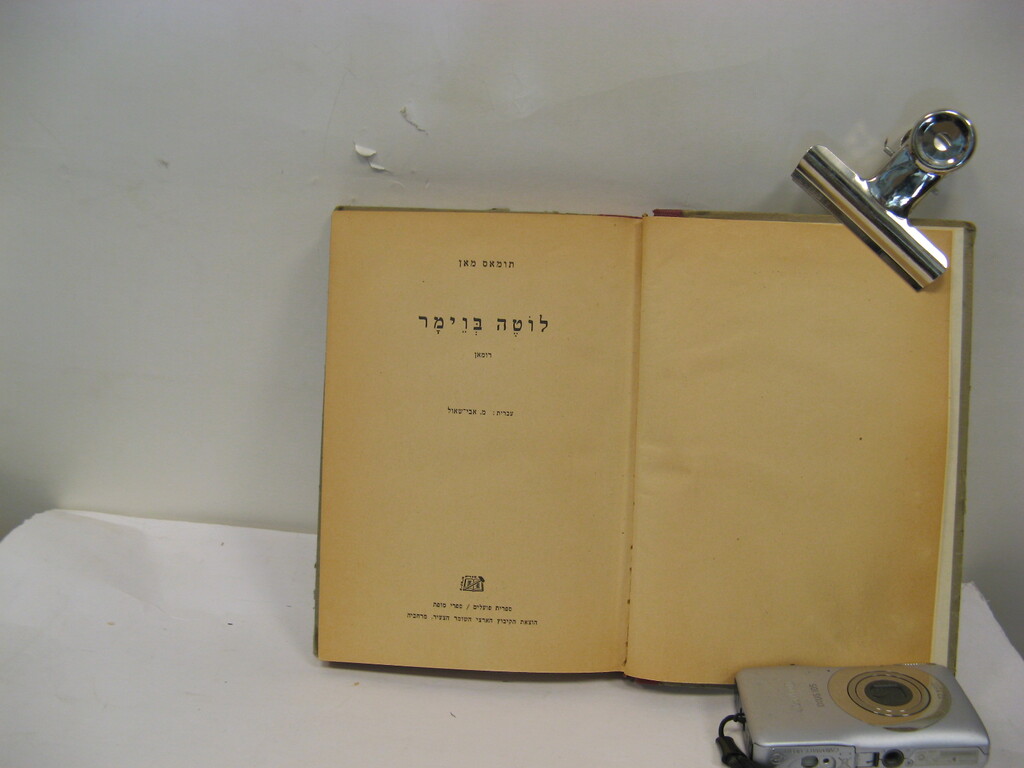 תומאס מאן
לוֹטֶה בְּוַיְמָר
רומאן
עברית: מ. אבי־שאול
ספרית פועלים / ספרי מופת
הוצאת הקיבוץ הארצי השומר הצעיר. מרחביה